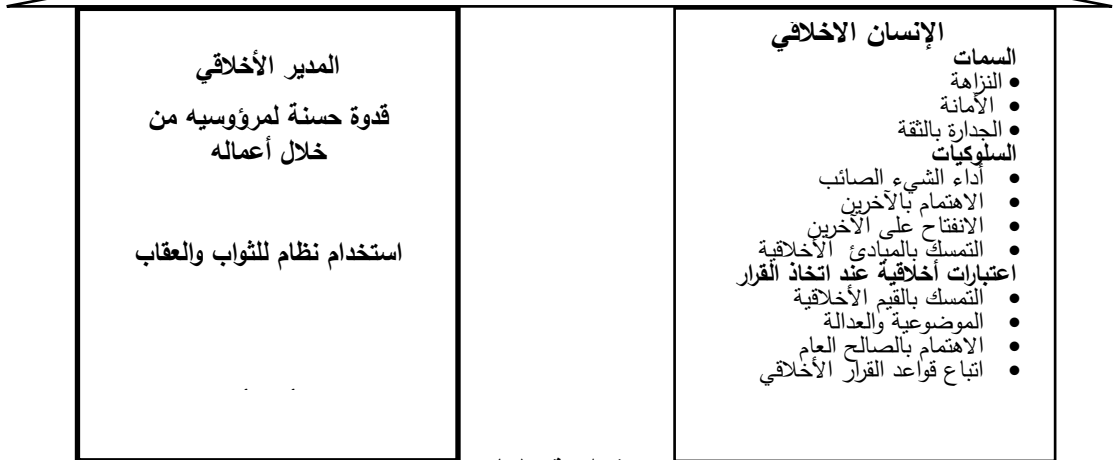 الإنسان الاخلاقي
السمات
• النزاهة
• الأمانة
• الجدارة بالثقة
السلوكيات
• أداء الشيء الصائب
• الاهتمام بالآخرين
• الانفتاح على الآخرين
• التمسك بالمبادئ الأخلاقية
اعتبارات أخلاقية عند اتخاذ القرار
• التمسك بالقيم الأخلاقية
• الموضوعية والعدالة
• الاهتمام بالصالح العام
• اتباع قواعد القرار الأخلاقي
المدير الأخلاقي
قدوة حسنة لمرؤوسيه من
خلال أعماله
استخدام نظام للثواب والعقاب